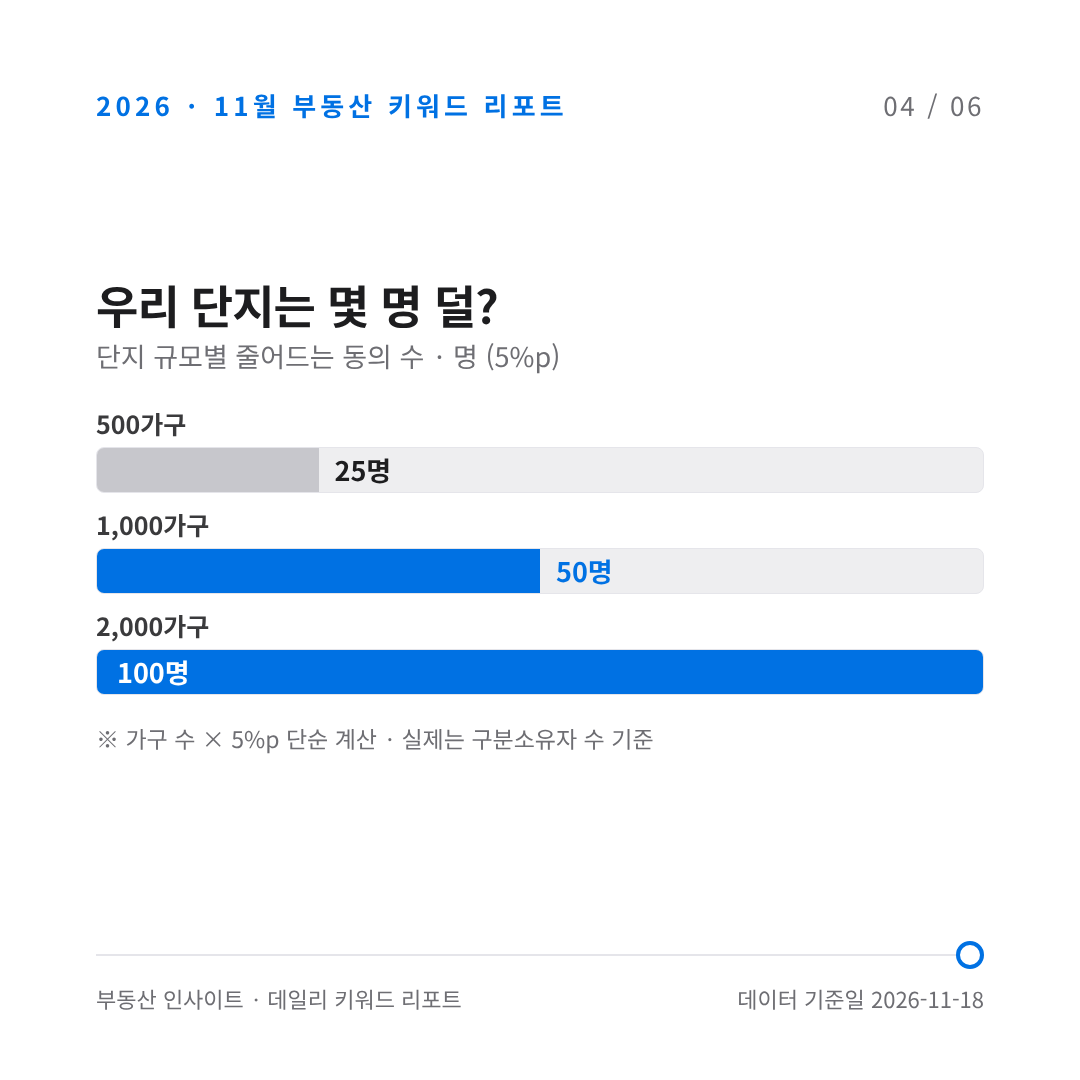 2026 · 11월 부동산 키워드 리포트
04 / 06
우리 단지는 몇 명 덜?
단지 규모별 줄어드는 동의 수 · 명 (5%p)
500가구
25명
1,000가구
50명
2,000가구
100명
※ 가구 수 × 5%p 단순 계산 · 실제는 구분소유자 수 기준
부동산 인사이트 · 데일리 키워드 리포트
데이터 기준일 2026-11-18